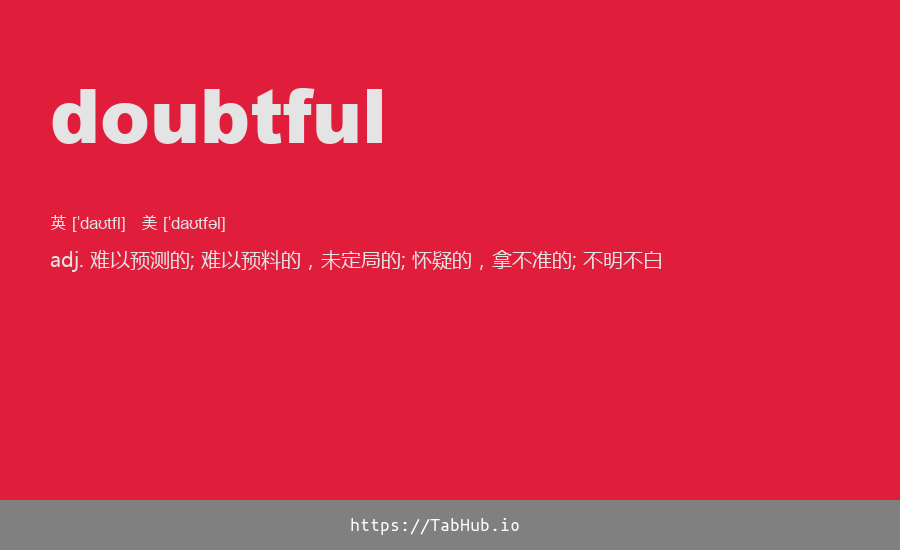 doubtful
英 [ˈdaʊtfl] 美 [ˈdaʊtfəl]
adj. 难以预测的; 难以预料的，未定局的; 怀疑的，拿不准的; 不明不白
https://TabHub.io